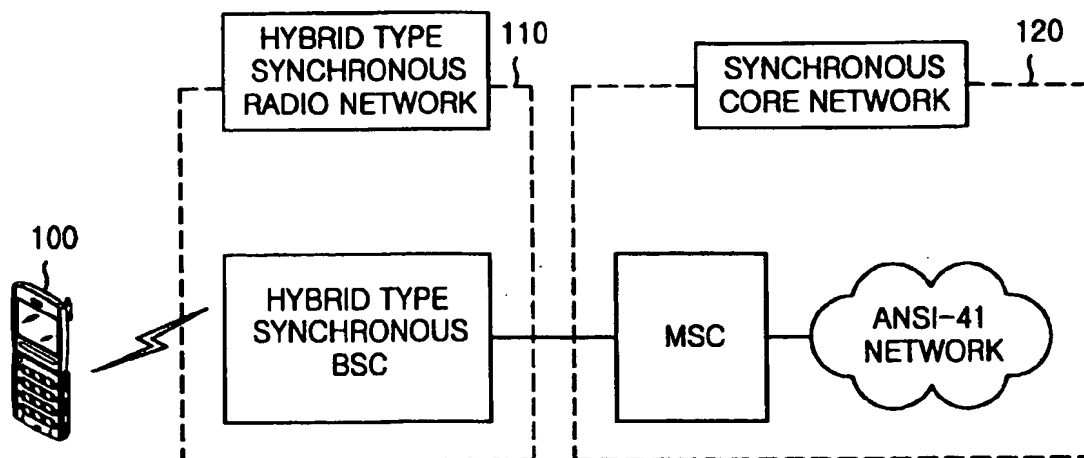 HYBRID TYPE
SYNCHRONOUS
RADIO NETWORK
110
SYNCHRONOUS
CORE NETWORK
120
100
HYBRID TYPE
SYNCHRONOUS
BSC
MSC
ANSI-41
NETWORK